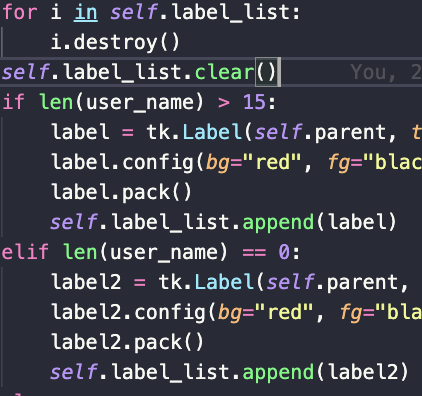 for i in self.label_list:
    i.destroy()
self.label_list.clear() You, 2
if len(user_name) > 15:
    label = tk.Label(self.parent, t
    label.config(bg="red", fg="blac
    label.pack()
    self.label_list.append(label)
elif len(user_name) == 0:
    label2 = tk.Label(self.parent,
    label2.config(bg="red", fg="bla
    label2.pack()
    self.label_list.append(label2)